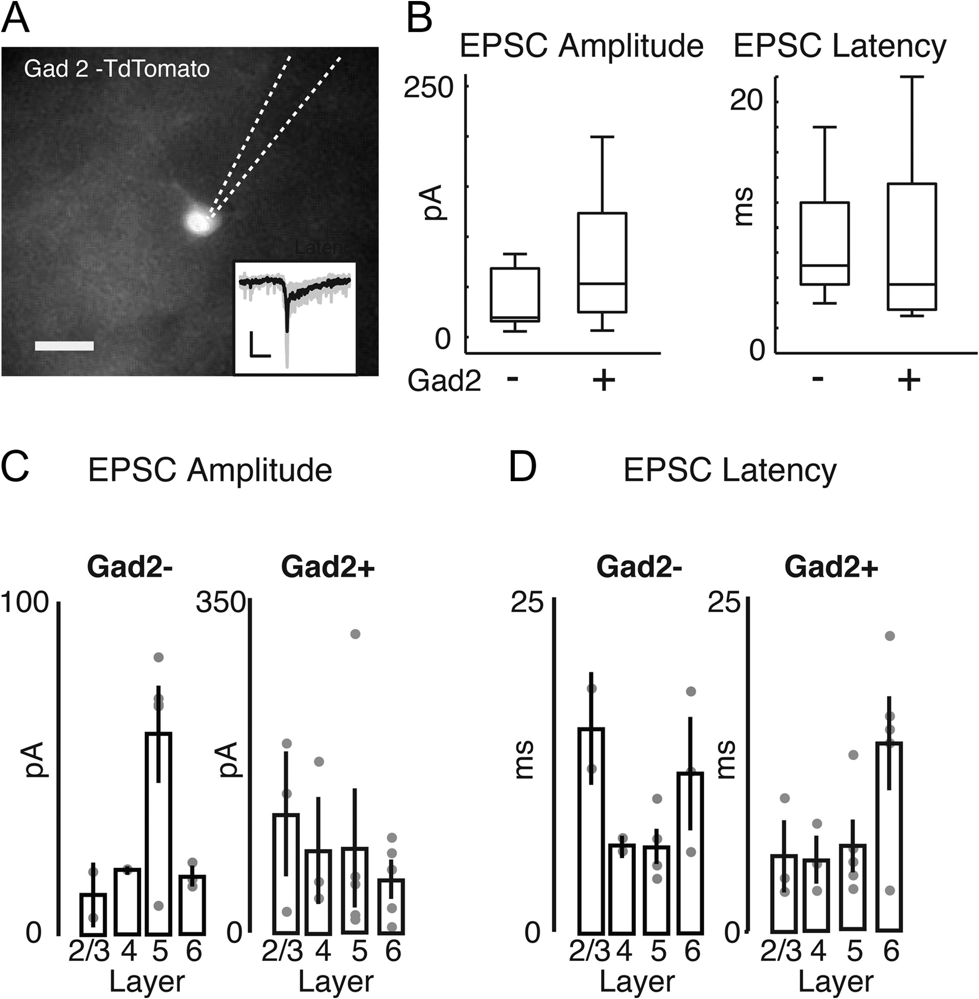 A
Gad 2 -TdTomato
Laten
B
EPSC Amplitude
250
pA
0
Gad2 - +
EPSC Latency
20
ms
0
- +
C EPSC Amplitude
Gad2-
100
pA
0
2/3 4 5 6
Layer
Gad2+
350
pA
0
2/3 4 5 6
Layer
D EPSC Latency
Gad2-
25
ms
0
2/3 4 5 6
Layer
Gad2+
25
ms
0
2/3 4 5 6
Layer